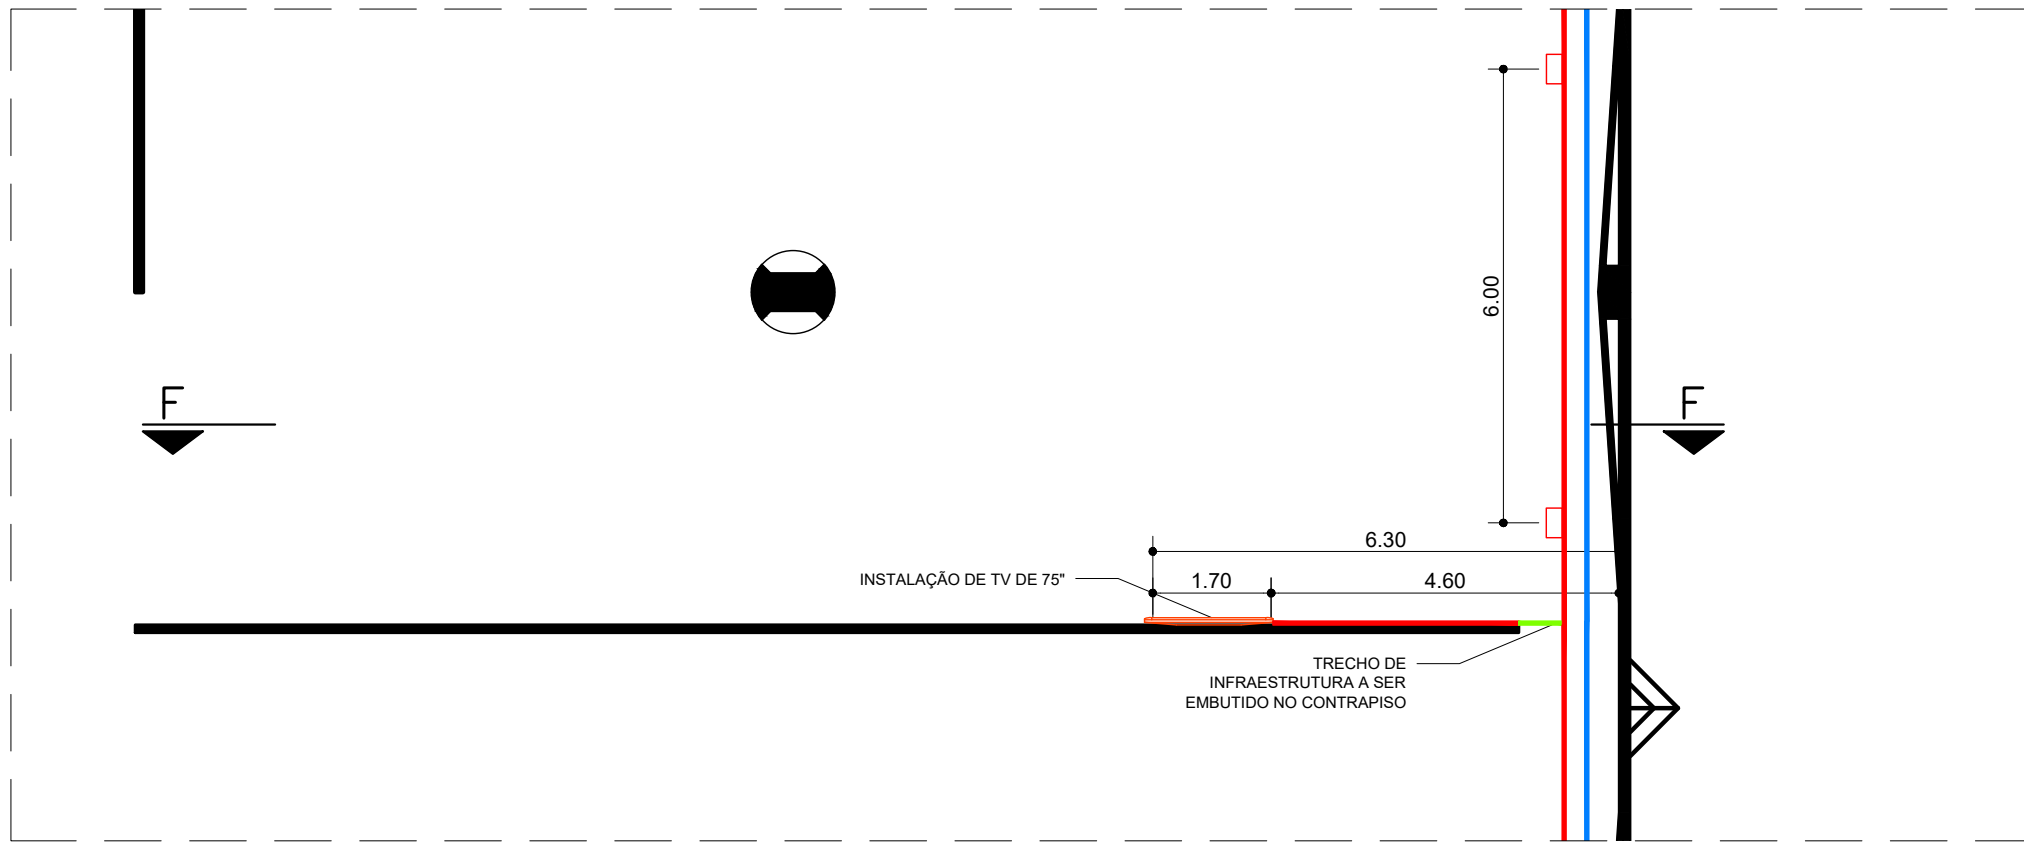 6.00
F
F
6.30
INSTALAÇÃO DE TV DE 75"
1.70
4.60
TRECHO DE
INFRAESTRUTURA A SER
EMBUTIDO NO CONTRAPISO